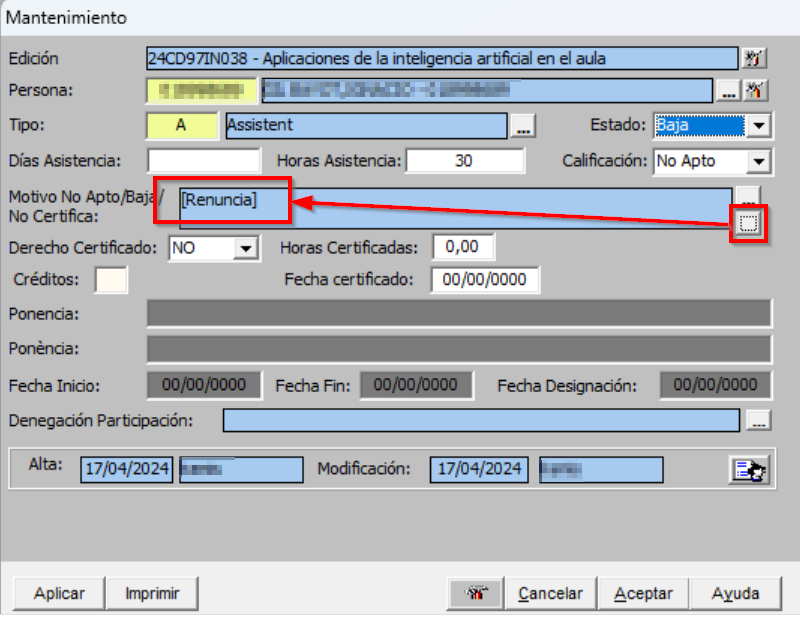 Mantenimiento
Edición 24CD97IN038 - Aplicaciones de la inteligencia artificial en el aula
Persona: ...
Tipo: A Assistent ... Estado: Baja
Días Asistencia: Horas Asistencia: 30 Calificación: No Apto
Motivo No Apto/Baja/ [Renuncia] ...
No Certifica:
Derecho Certificado: NO Horas Certificadas: 0,00
Créditos: Fecha certificado: 00/00/0000
Ponencia:
Ponència:
Fecha Inicio: 00/00/0000 Fecha Fin: 00/00/0000 Fecha Designación: 00/00/0000
Denegación Participación: ...
Alta: 17/04/2024 Modificación: 17/04/2024
Aplicar Imprimir Cancelar Aceptar Ayuda